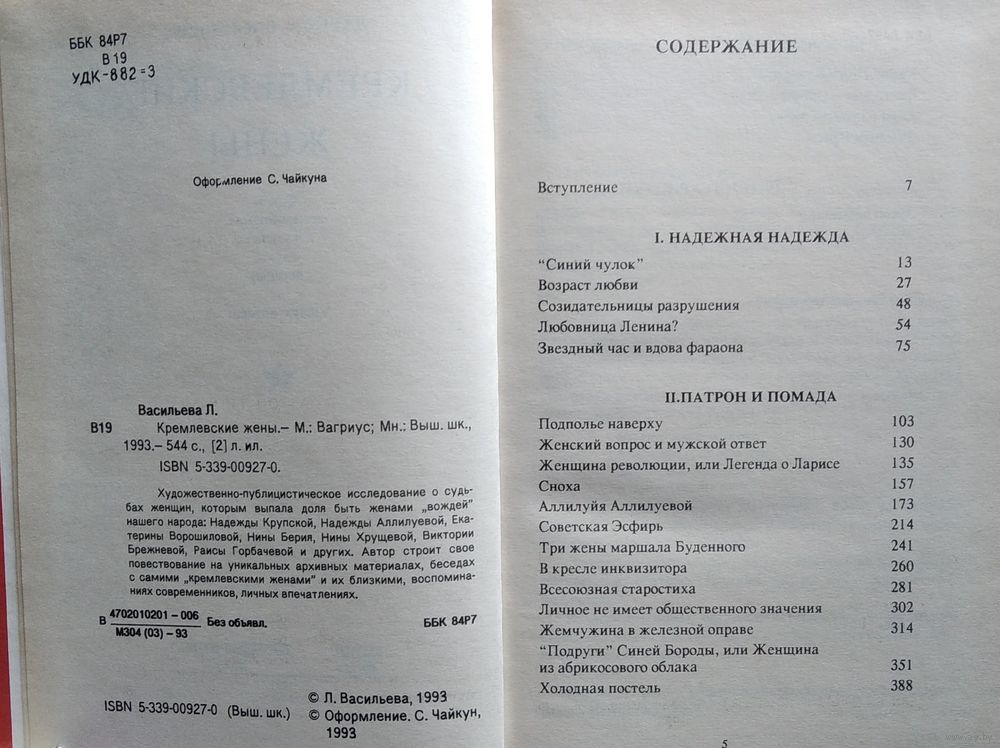 ББК 84Р7
В 19
УДК-882=3
Оформление С. Чайкуна
Васильева Л.
В19 Кремлевские жены.– М.: Вагриус; Мн.: Выш. шк.,
1993.– 544 с., [2] л. ил.
ISBN 5-339-00927-0.
Художественно-публицистическое исследование о судь-
бах женщин, которым выпала доля быть женами „вождей"
нашего народа: Надежды Крупской, Надежды Аллилуевой, Ека-
терины Ворошиловой, Нины Берия, Нины Хрущевой, Виктории
Брежневой, Раисы Горбачевой и других. Автор строит свое
повествование на уникальных архивных материалах, беседах
с самими „кремлевскими женами" и их близкими, воспомина-
ниях современников, личных впечатлениях.
В 4702010201 – 006 Без объявл. ББК 84Р7
М304 (03) – 93
ISBN 5-339-00927-0 (Выш. шк.)
© Л. Васильева, 1993
© Оформление. С. Чайкун,
1993
СОДЕРЖАНИЕ
Вступление 7
I. НАДЕЖНАЯ НАДЕЖДА
“Синий чулок” 13
Возраст любви 27
Созидательницы разрушения 48
Любовница Ленина? 54
Звездный час и вдова фараона 75
II.ПАТРОН И ПОМАДА
Подполье наверху 103
Женский вопрос и мужской ответ 130
Женщина революции, или Легенда о Ларисе 135
Сноха 157
Аллилуйя Аллилуевой 173
Советская Эсфирь 214
Три жены маршала Буденного 241
В кресле инквизитора 260
Всесоюзная старостиха 281
Личное не имеет общественного значения 302
Жемчужина в железной оправе 314
“Подруги” Синей Бороды, или Женщина
из абрикосового облака 351
Холодная постель 388
5